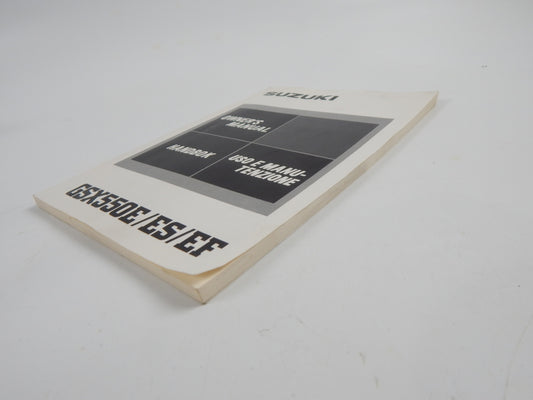 SUZUKI
OWNER'S
MANUAL
HANDBOK
USO E MANU-
TENZIONE
GSX550E/ES/EF